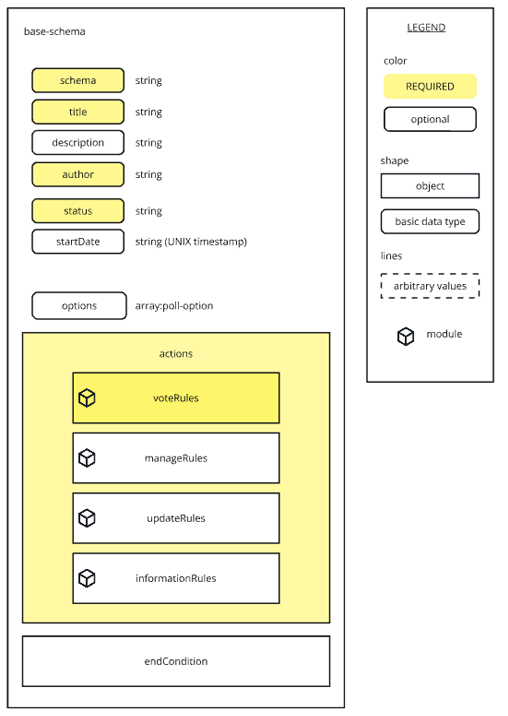 base-schema
schema string
title string
description string
author string
status string
startDate string (UNIX timestamp)
options array:poll-option
actions
voteRules
manageRules
updateRules
informationRules
endCondition
LEGEND
color
REQUIRED
optional
shape
object
basic data type
lines
arbitrary values
module